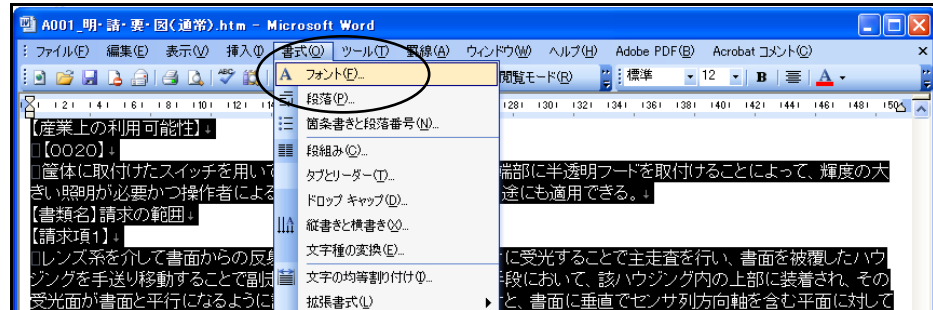 A001_明・請・要・図(通常).htm - Microsoft Word
ファイル(F) 編集(E) 表示(V) 挿入(I) 書式(O) ツール(T) 罫線(A) ウィンドウ(W) ヘルプ(H) Adobe PDF(B) Acrobat コメント(C)
閲覧モード(R) 標準 12 B A
フォント(F)...
段落(P)...
箇条書きと段落番号(N)...
段組み(C)...
タブとリーダー(T)...
ドロップ キャップ(D)...
縦書きと横書き(X)...
文字種の変換(E)...
文字の均等割り付け(I)...
拡張書式(L)
【産業上の利用可能性】↓
□【0020】↓
□筐体に取付けたスイッチを用いて 端部に半透明フードを取付けることによって、輝度の大
きい照明が必要かつ操作者による 途にも適用できる。↓
【書類名】請求の範囲↓
【請求項1】↓
□レンズ系を介して書面からの反射 に受光することで主走査を行い、書面を被覆したハウ
ジングを手送り移動することで副走 手段において、該ハウジング内の上部に装着され、その
受光面が書面と平行になるように と、書面に垂直でセンサ列方向軸を含む平面に対して